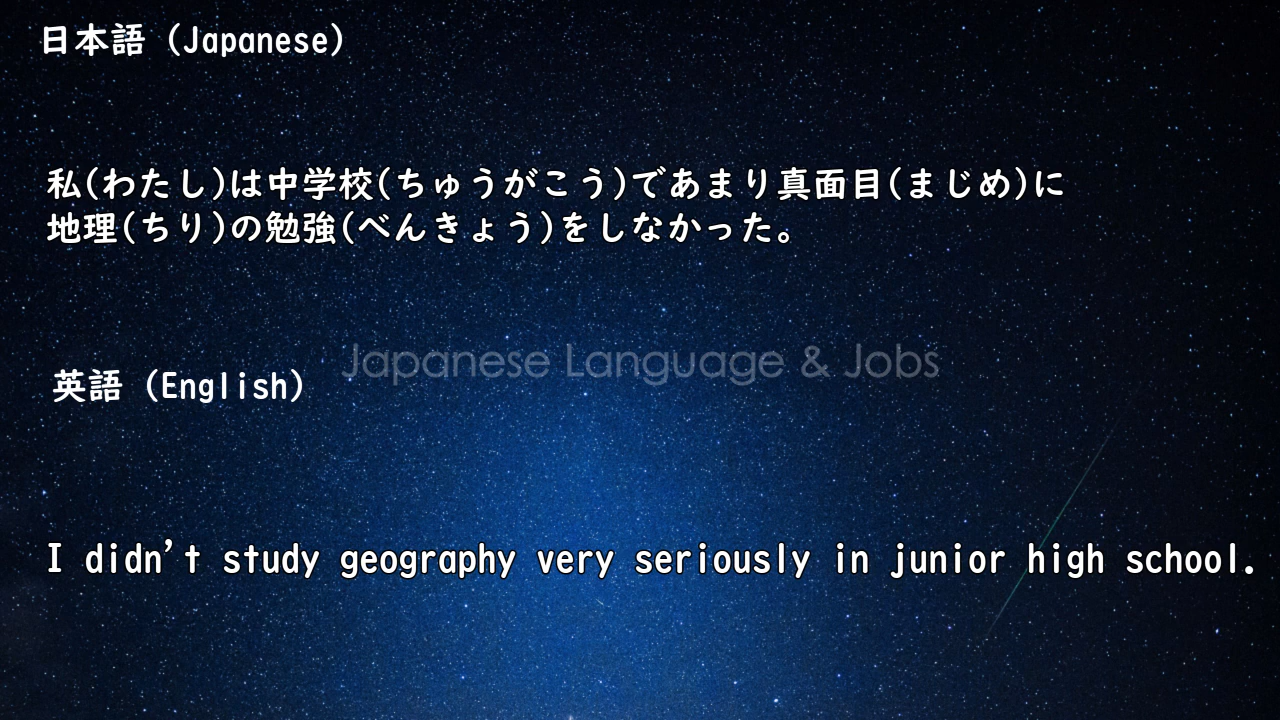 日本語（Japanese）
私(わたし)は中学校(ちゅうがこう)であまり真面目(まじめ)に
地理(ちり)の勉強(べんきょう)をしなかった。
Japanese Language & Jobs
英語（English）
I didn't study geography very seriously in junior high school.